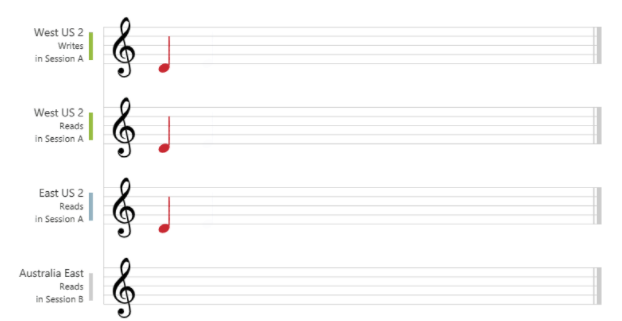 West US 2
Writes
in Session A
West US 2
Reads
in Session A
East US 2
Reads
in Session A
Australia East
Reads
in Session B